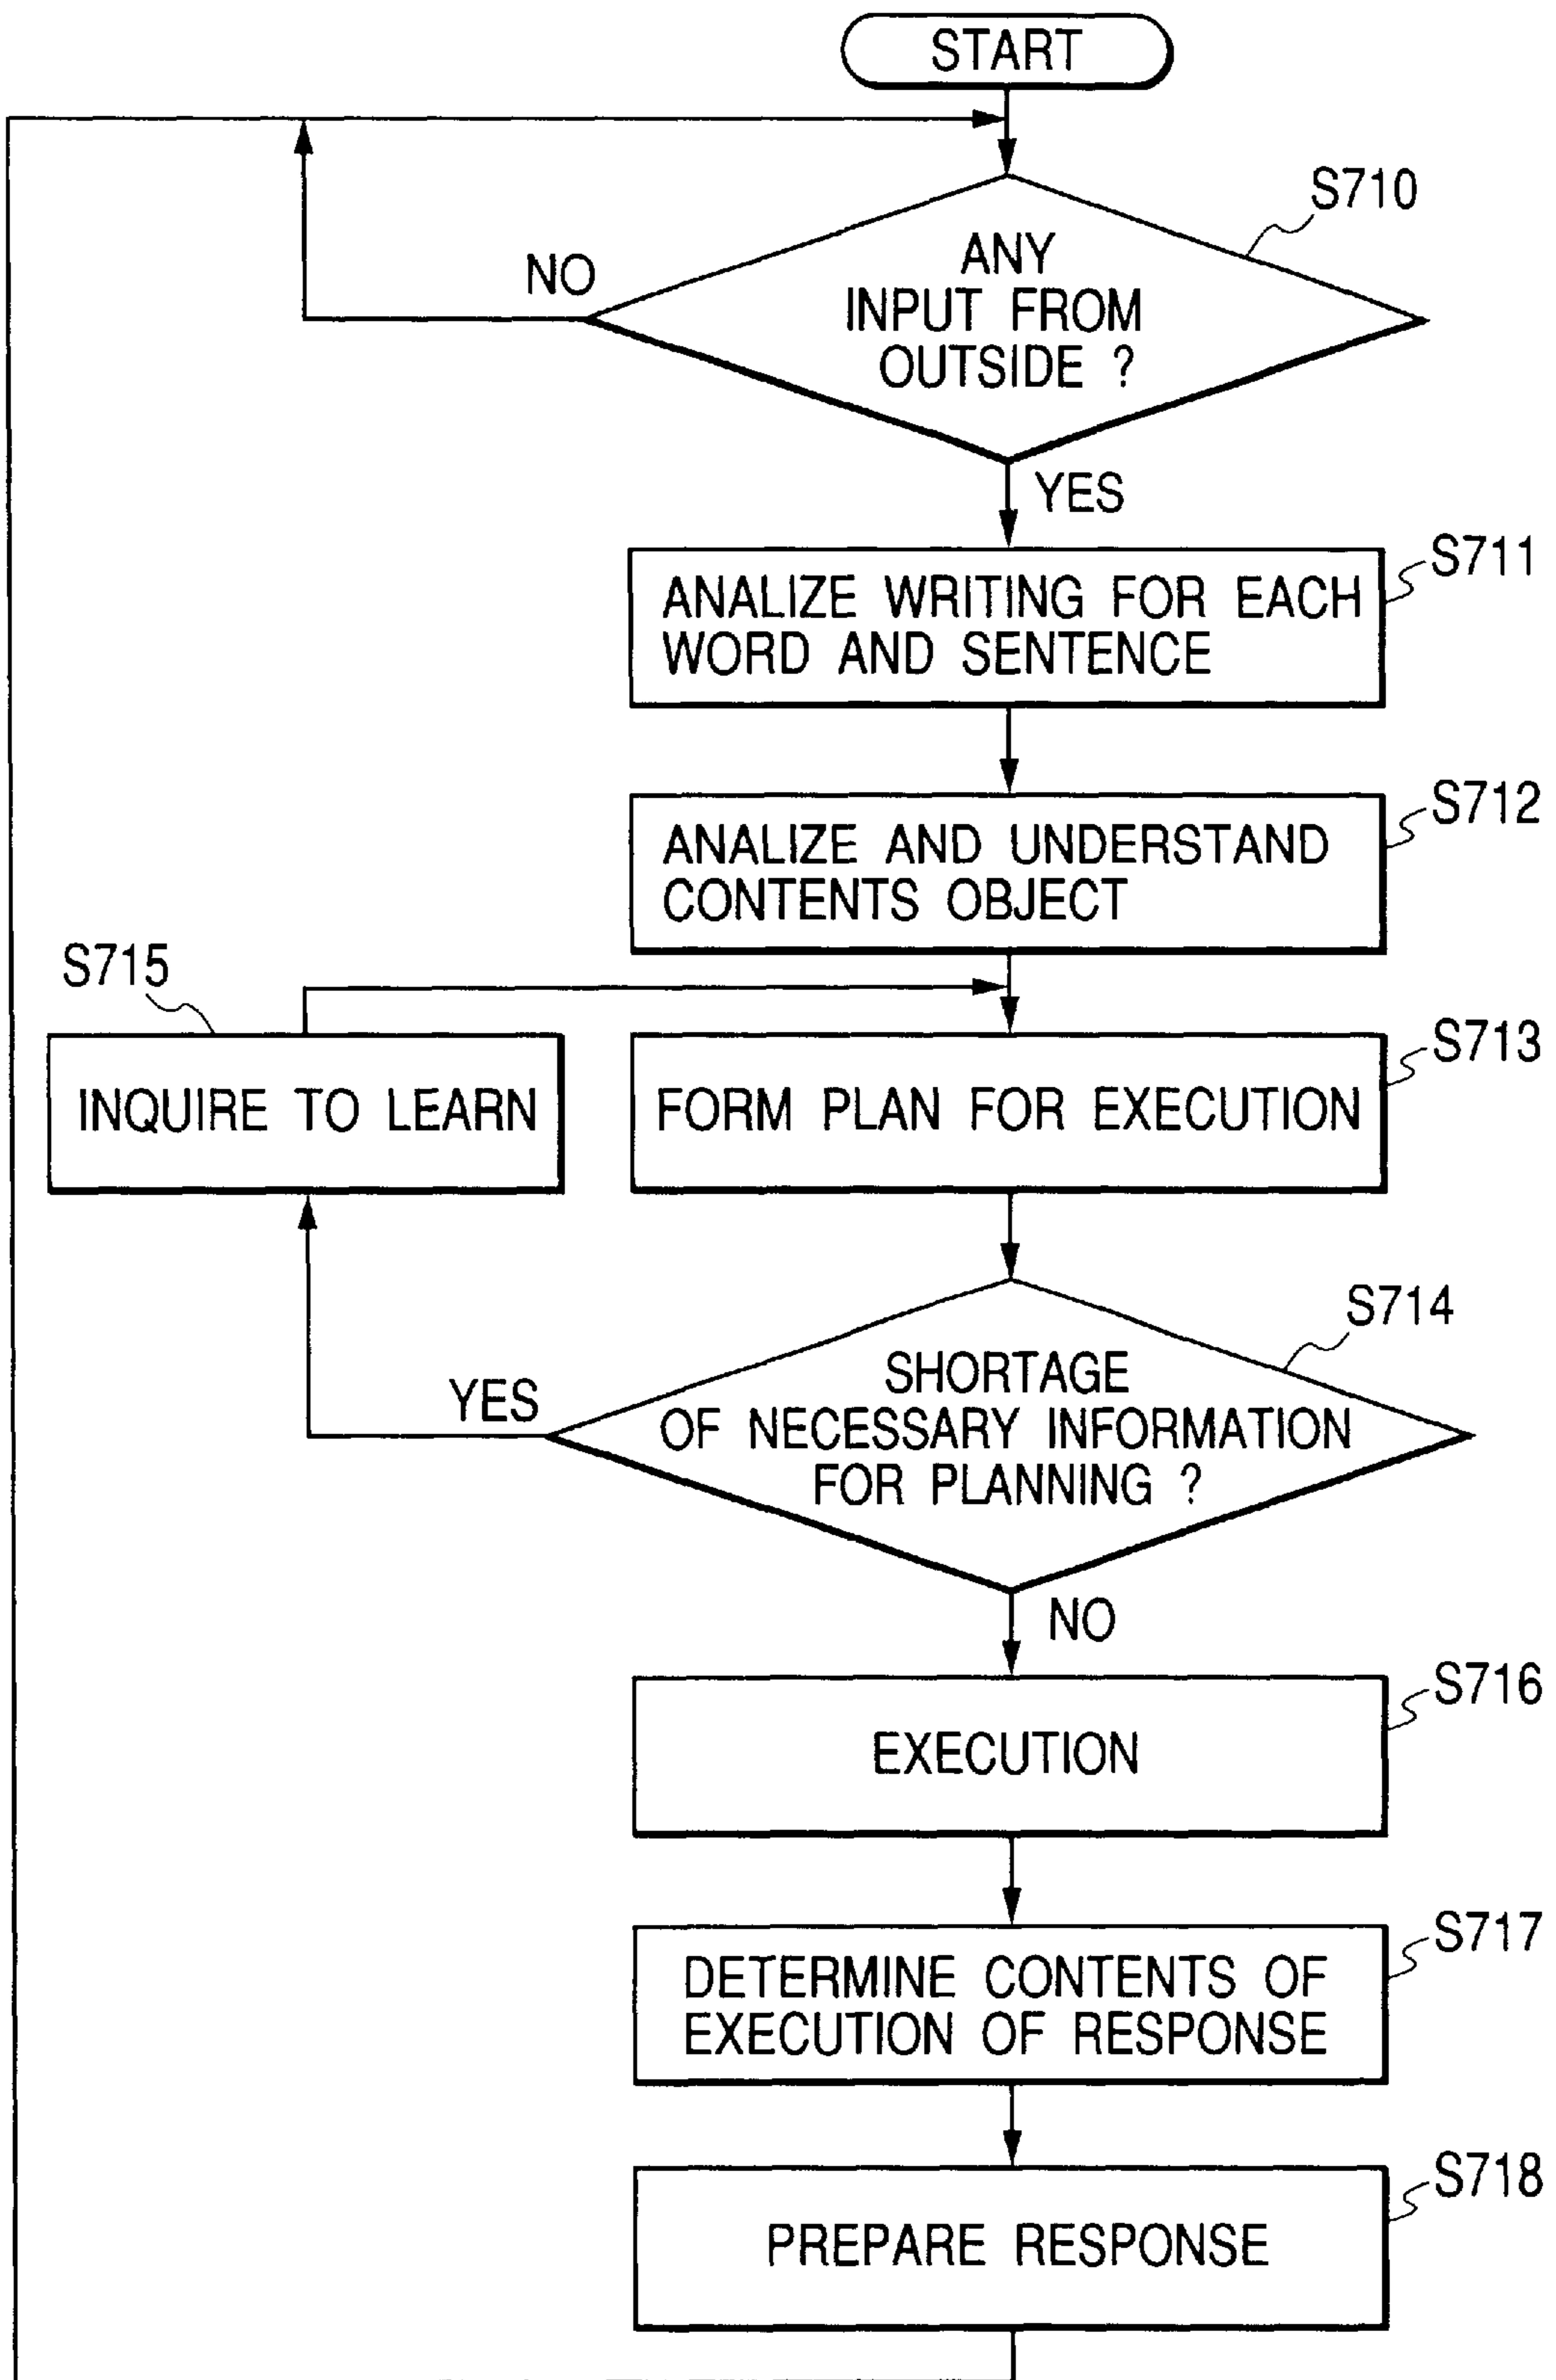 START
S710
ANY
INPUT FROM
OUTSIDE ?
NO
YES
S711
ANALIZE WRITING FOR EACH
WORD AND SENTENCE
S712
ANALIZE AND UNDERSTAND
CONTENTS OBJECT
S715
INQUIRE TO LEARN
S713
FORM PLAN FOR EXECUTION
S714
SHORTAGE
OF NECESSARY INFORMATION
FOR PLANNING ?
YES
NO
S716
EXECUTION
S717
DETERMINE CONTENTS OF
EXECUTION OF RESPONSE
S718
PREPARE RESPONSE